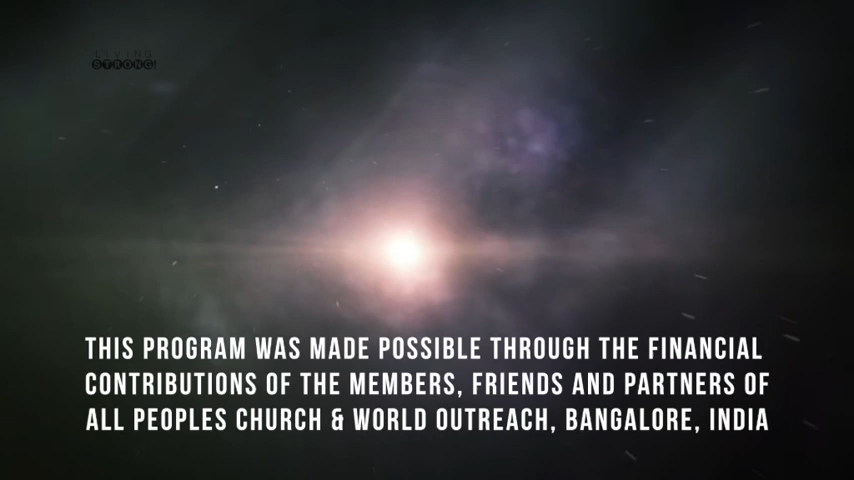 LIVING
STRONG!
THIS PROGRAM WAS MADE POSSIBLE THROUGH THE FINANCIAL
CONTRIBUTIONS OF THE MEMBERS, FRIENDS AND PARTNERS OF
ALL PEOPLES CHURCH & WORLD OUTREACH, BANGALORE, INDIA